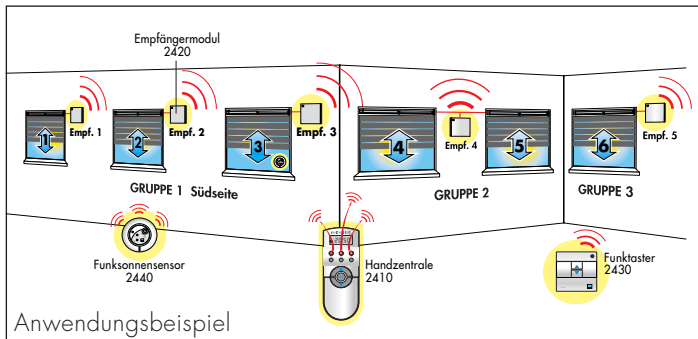 Empfängermodul
2420
Empf. 1
Empf. 2
Empf. 3
Empf. 4
Empf. 5
1
2
3
4
5
6
GRUPPE 1 Südseite
GRUPPE 2
GRUPPE 3
Funksonnensensor
2440
Handzentrale
2410
Funktaster
2430
Anwendungsbeispiel